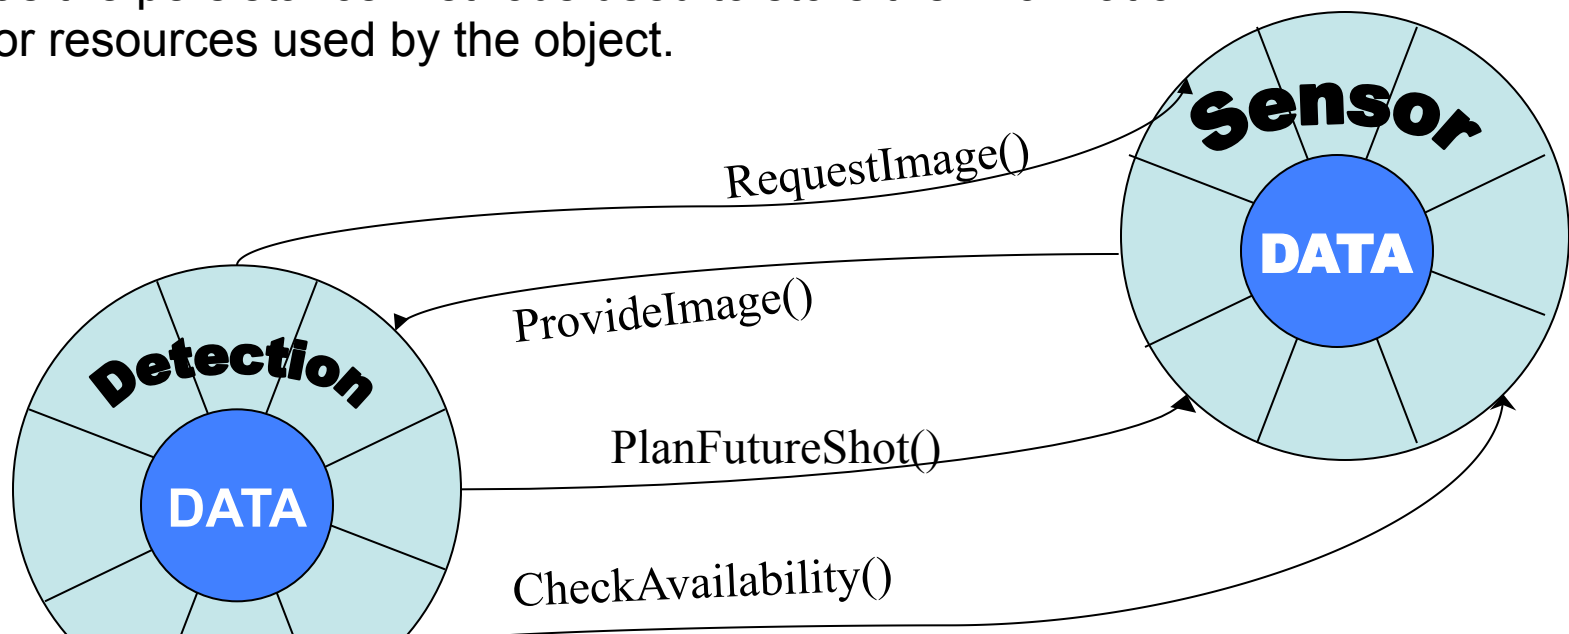 or resources used by the object.
Sensor
RequestImage()
DATA
ProvideImage()
Detection
PlanFutureShot()
DATA
CheckAvailability()